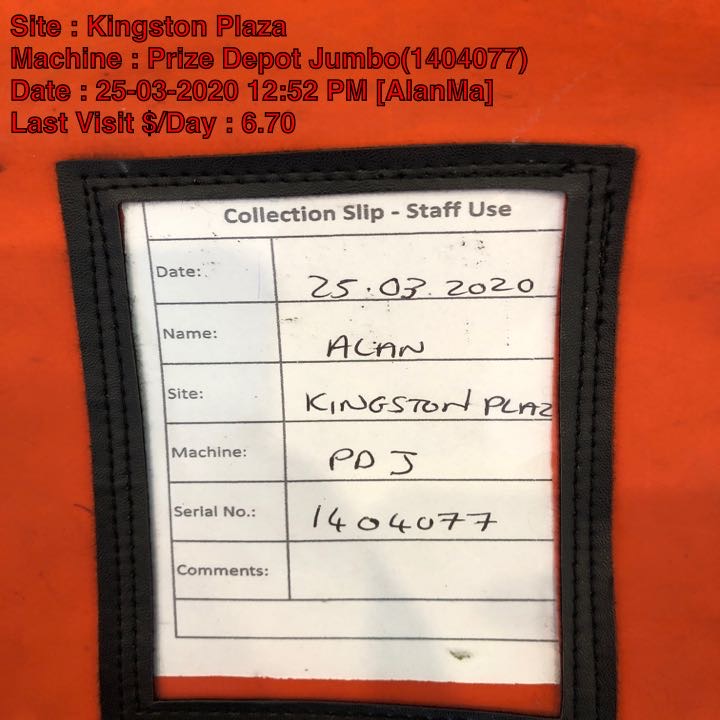 Site : Kingston Plaza
Machine : Prize Depot Jumbo(1404077)
Date : 25-03-2020 12:52 PM [AlanMa]
Last Visit $/Day : 6.70
Collection Slip - Staff Use
Date: 25.03.2020
Name: ALAN
Site: KINGSTON PLAZ
Machine: PDJ
Serial No.: 1404077
Comments: